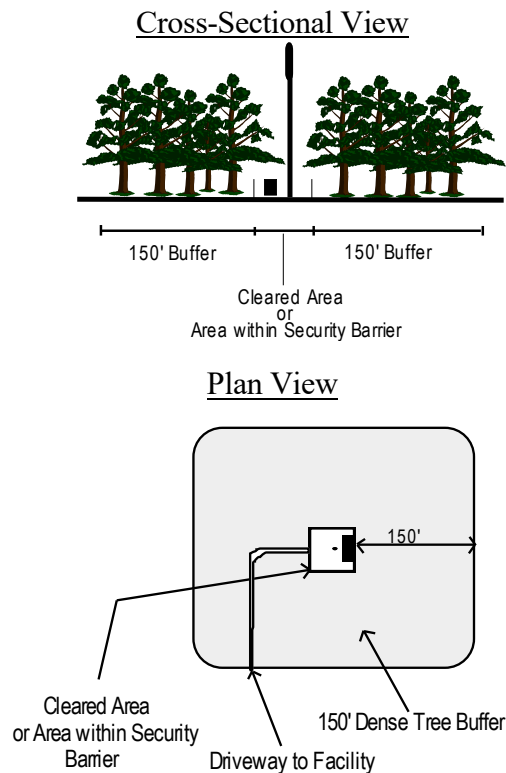 Cross-Sectional View
150' Buffer
150' Buffer
Cleared Area
or
Area within Security Barrier
Plan View
150'
Cleared Area
or Area within Security
Barrier
150' Dense Tree Buffer
Driveway to Facility